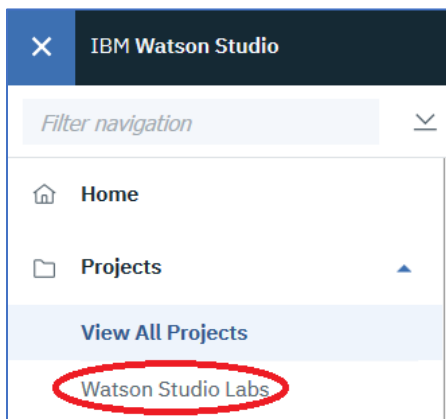 IBM Watson Studio
Filter navigation
Home
Projects
View All Projects
Watson Studio Labs